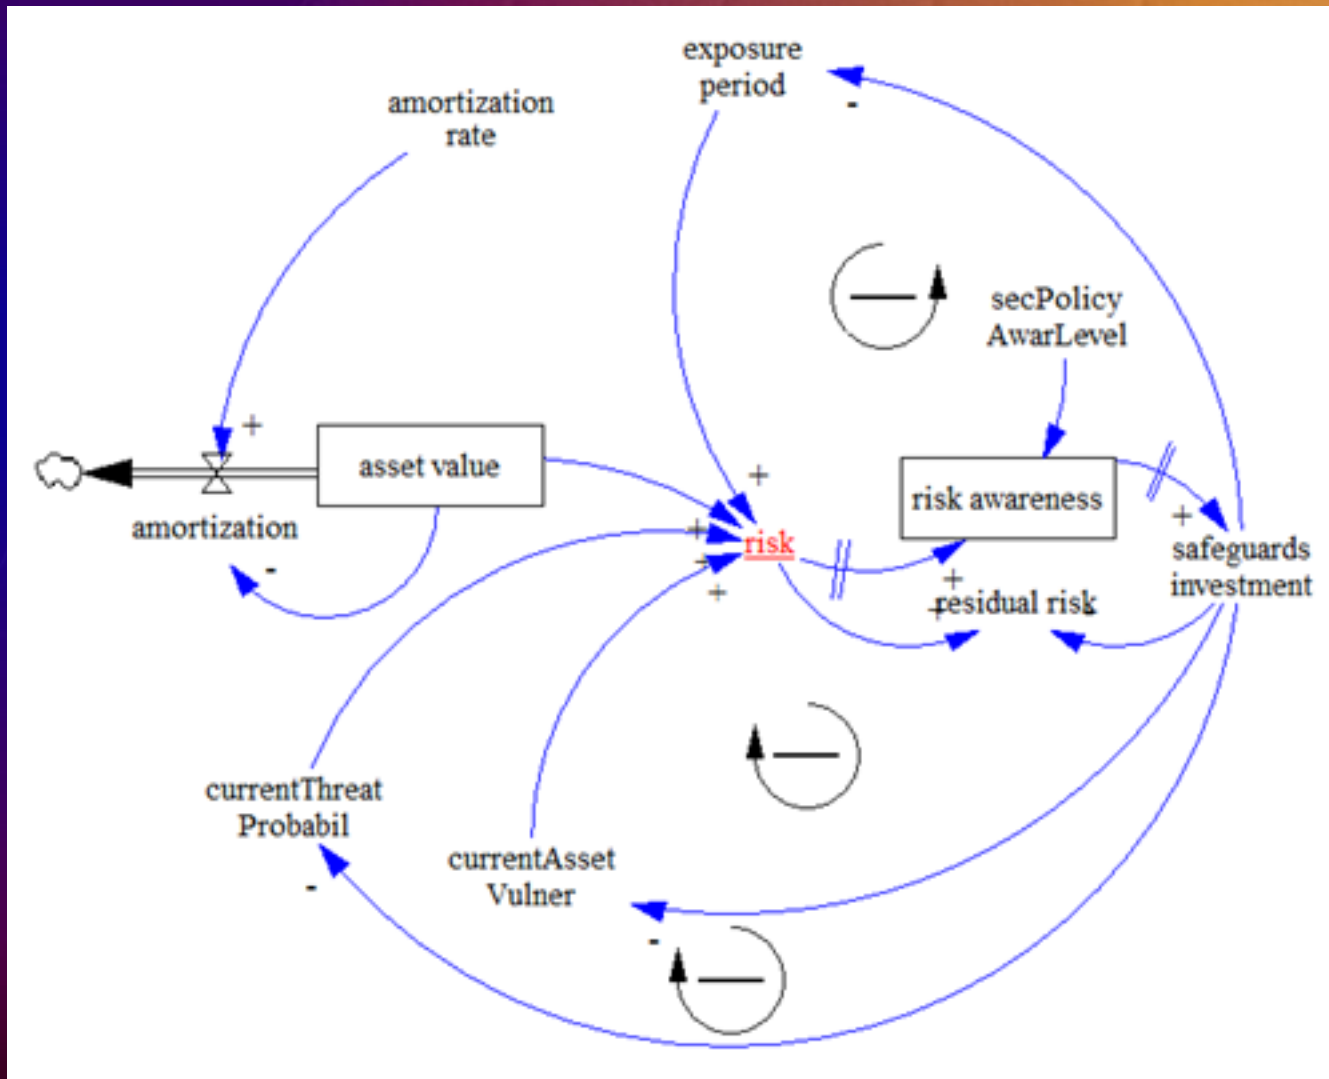 exposure
period
amortization
rate
-
secPolicy
AwarLevel
+
asset value
+
risk awareness
+
amortization
+
risk
safeguards
investment
-
+
+
+
+
residual risk
-
currentThreat
Probabil
currentAsset
Vulner
-
-